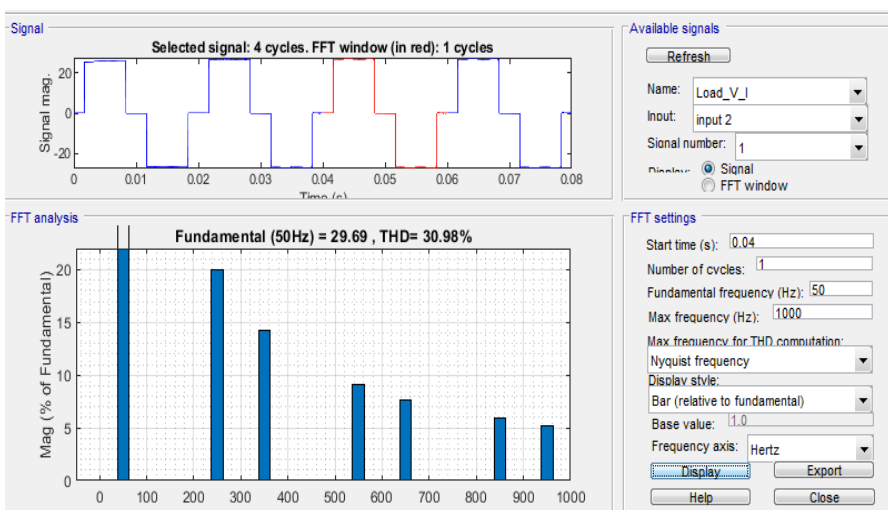 Signal
Selected signal: 4 cycles. FFT window (in red): 1 cycles
20
0
-20
Signal mag.
0 0.01 0.02 0.03 0.04 0.05 0.06 0.07 0.08
Time (s)
Available signals
Refresh
Name: Load_V_I
Input: input 2
Signal number: 1
Display: Signal
FFT window
FFT analysis
Fundamental (50Hz) = 29.69 , THD= 30.98%
20
15
10
5
0
Mag (% of Fundamental)
0 100 200 300 400 500 600 700 800 900 1000
FFT settings
Start time (s): 0.04
Number of cycles: 1
Fundamental frequency (Hz): 50
Max frequency (Hz): 1000
Max frequency for THD computation:
Nyquist frequency
Display style:
Bar (relative to fundamental)
Base value: 1.0
Frequency axis: Hertz
Display Export
Help Close